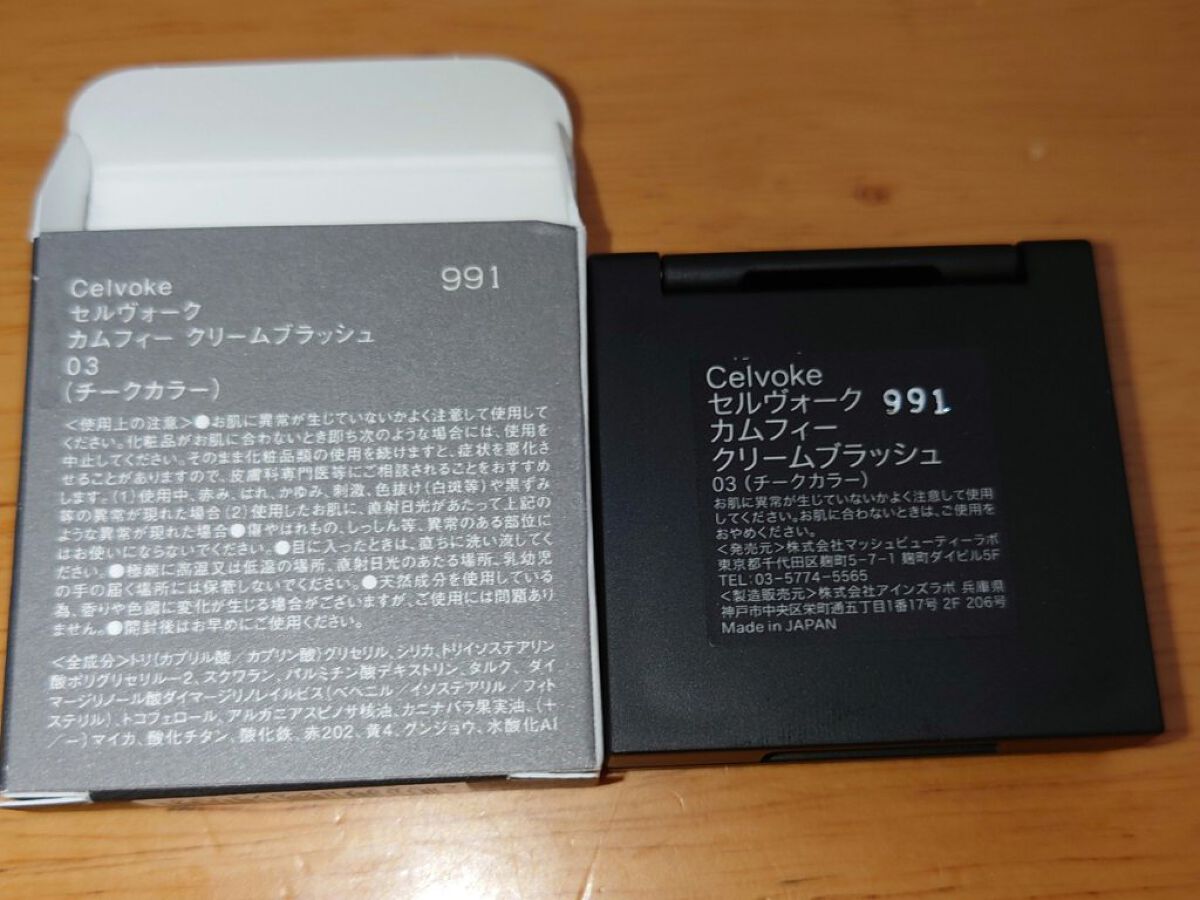 Celvoke 991
セルヴォーク
カムフィー クリームブラッシュ
03
(チークカラー)
<使用上の注意>●お肌に異常が生じていないかよく注意して使用して
ください。化粧品がお肌に合わないとき即ち次のような場合には、使用を
中止してください。そのまま化粧品類の使用を続けますと、症状を悪化さ
せることがありますので、皮膚科専門医等にご相談されることをおすすめ
します。(1)使用中、赤み、はれ、かゆみ、刺激、色抜け(白斑等)や黒ずみ
等の異常が現れた場合(2)使用したお肌に、直射日光があたって上記の
ような異常が現れた場合●傷やはれもの、しっしん等、異常のある部位に
はお使いにならないでください。●目に入ったときは、直ちに洗い流してく
ださい。●極端に高温又は低温の場所、直射日光のあたる場所、乳幼児
の手の届く場所には保管しないでください。●天然成分を使用している
為、香りや色調に変化が生じる場合がございますが、ご使用には問題あり
ません。●開封後はお早めにご使用ください。
<全成分>トリ(カプリル酸/カプリン酸)グリセリル、シリカ、トリイソステアリン
酸ポリグリセリル-2、スクワラン、パルミチン酸デキストリン、タルク、ダイ
マージリノール酸ダイマージリノレイルビス(ベヘニル/イソステアリル/フィト
ステリル)、トコフェロール、アルガニアスピノサ核油、カニナバラ果実油、(+
/-)マイカ、酸化チタン、酸化鉄、赤202、黄4、グンジョウ、水酸化Al
Celvoke
セルヴォーク 991
カムフィー
クリームブラッシュ
03(チークカラー)
お肌に異常が生じていないかよく注意して使用
してください。お肌に合わないときは、ご使用を
おやめください。
<発売元>株式会社マッシュビューティーラボ
東京都千代田区麹町5-7-1 麹町ダイビル5F
TEL:03-5774-5565
<製造販売元>株式会社アインズラボ 兵庫県
神戸市中央区栄町通五丁目1番17号 2F 206号
Made in JAPAN